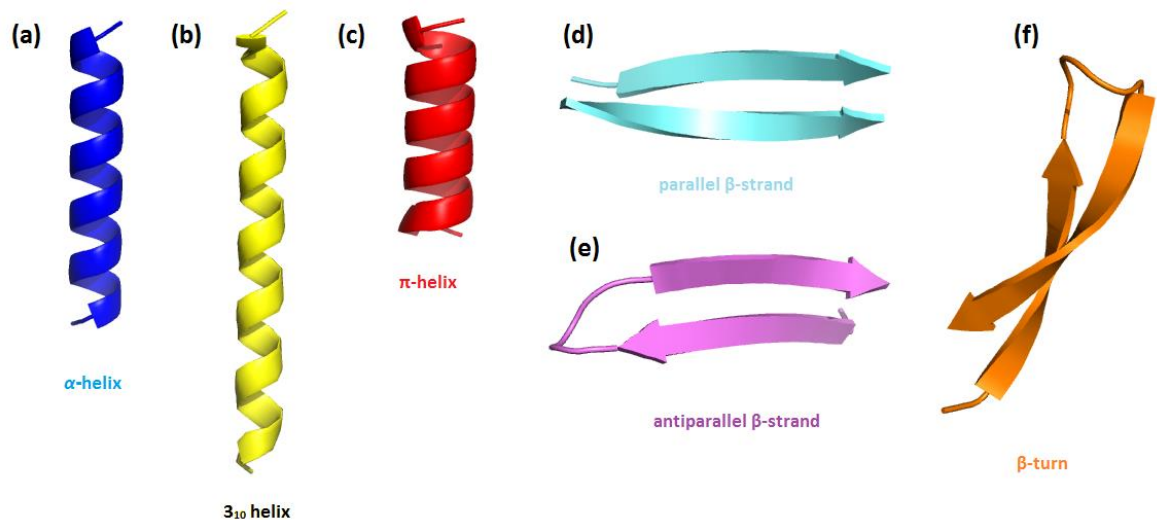 (a)
α-helix
(b)
3₁₀ helix
(c)
π-helix
(d)
parallel β-strand
(e)
antiparallel β-strand
(f)
β-turn